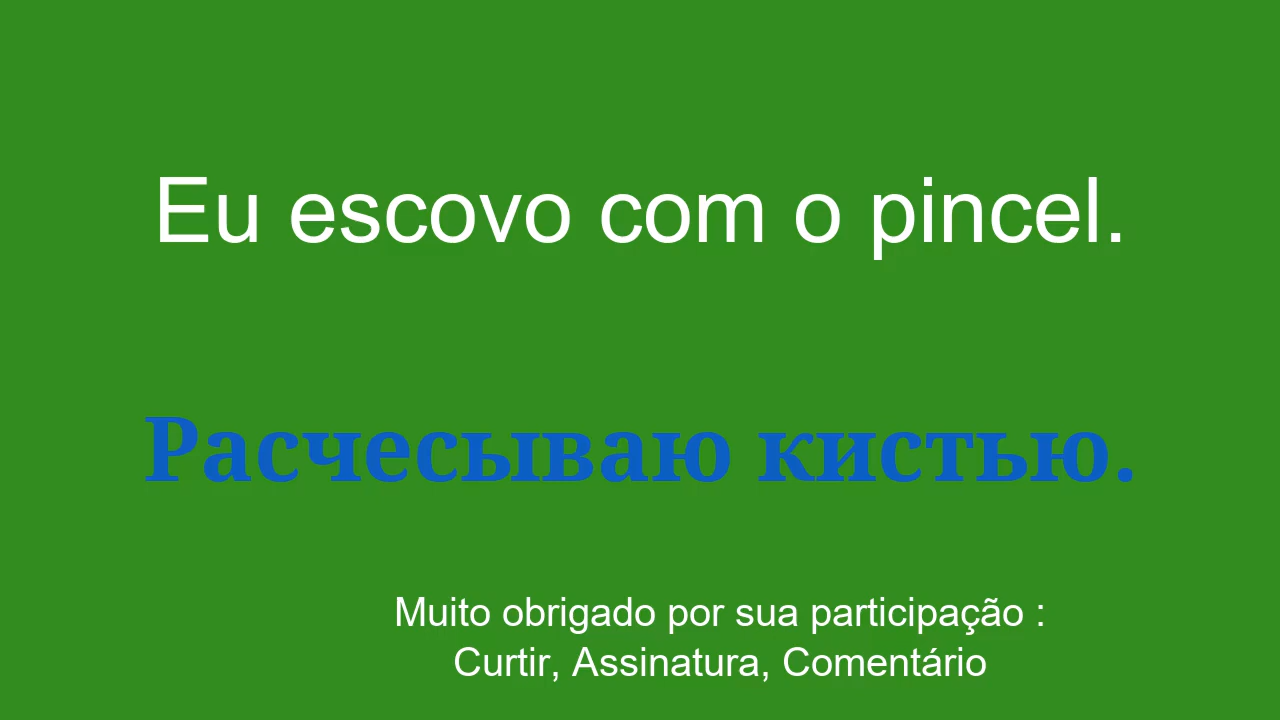 Eu escovo com o pincel.
Расчесываю кистью.
Muito obrigado por sua participação :
Curtir, Assinatura, Comentário